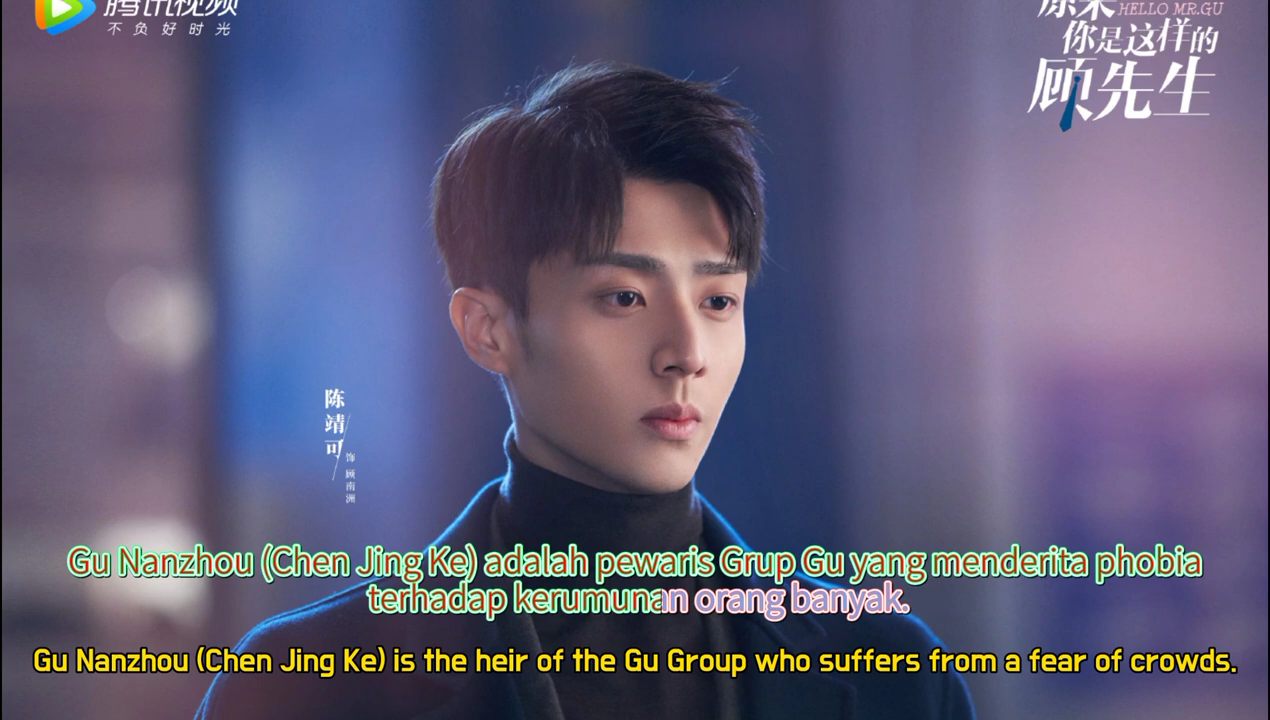 腾讯视频
不负好时光
原来 HELLO MR.GU
你是这样的
顾先生
陈靖可
饰 顾南洲
Gu Nanzhou (Chen Jing Ke) adalah pewaris Grup Gu yang menderita phobia
terhadap kerumunan orang banyak.
Gu Nanzhou (Chen Jing Ke) is the heir of the Gu Group who suffers from a fear of crowds.